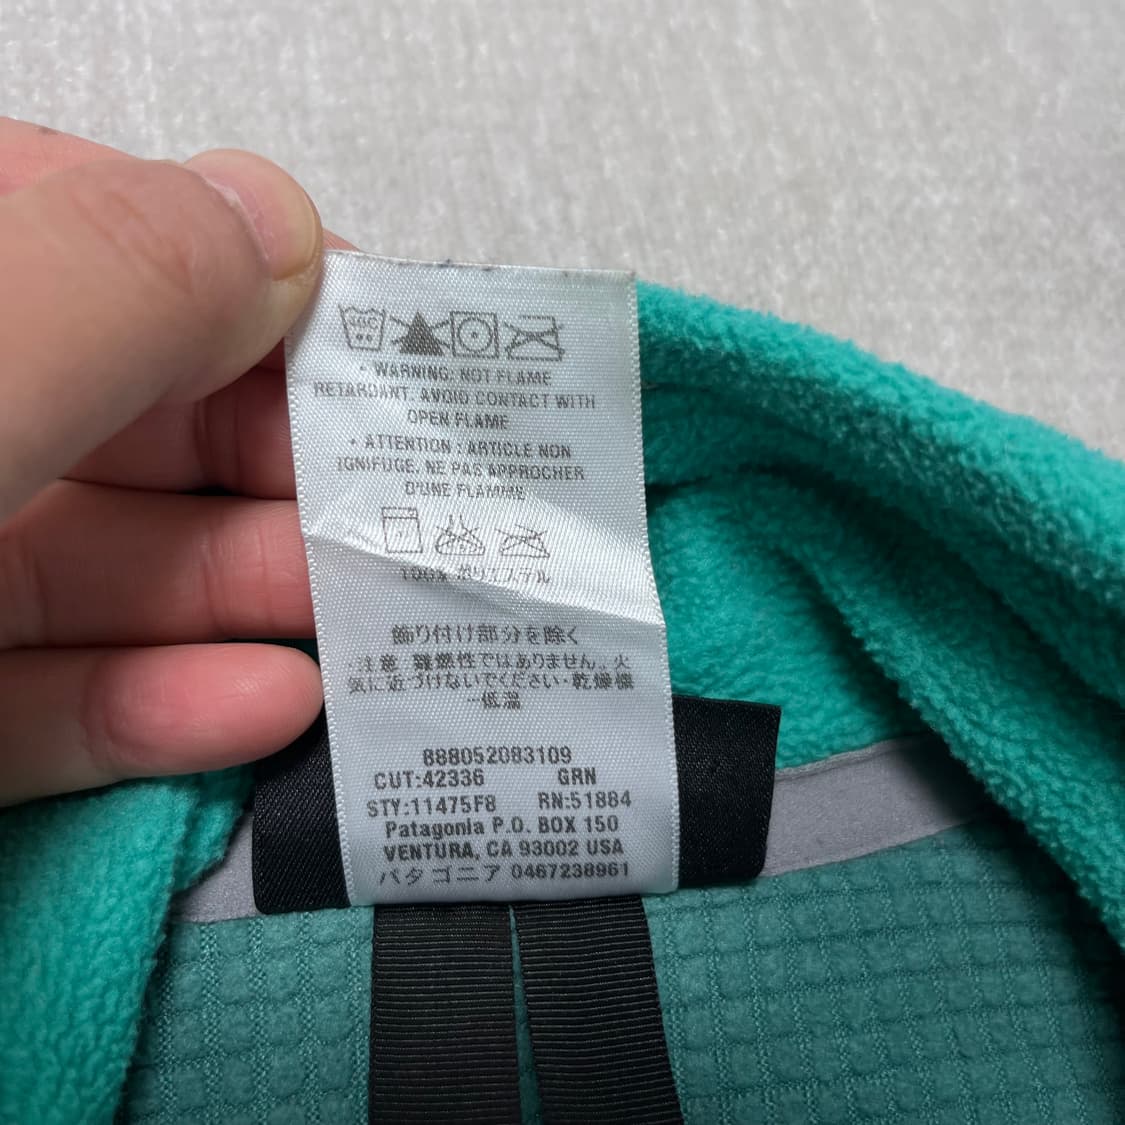 40C
• WARNING: NOT FLAME
RETARDANT. AVOID CONTACT WITH
OPEN FLAME
• ATTENTION : ARTICLE NON
IGNIFUGE. NE PAS APPROCHER
D'UNE FLAMME
100% ポリエステル
飾り付け部分を除く
・注意 難燃性ではありません。火
気に近づけないでください・乾燥機
-低温
888052083109
CUT:42336 GRN
STY:11475F8 RN:51884
Patagonia P.O. BOX 150
VENTURA, CA 93002 USA
パタゴニア 0467238961